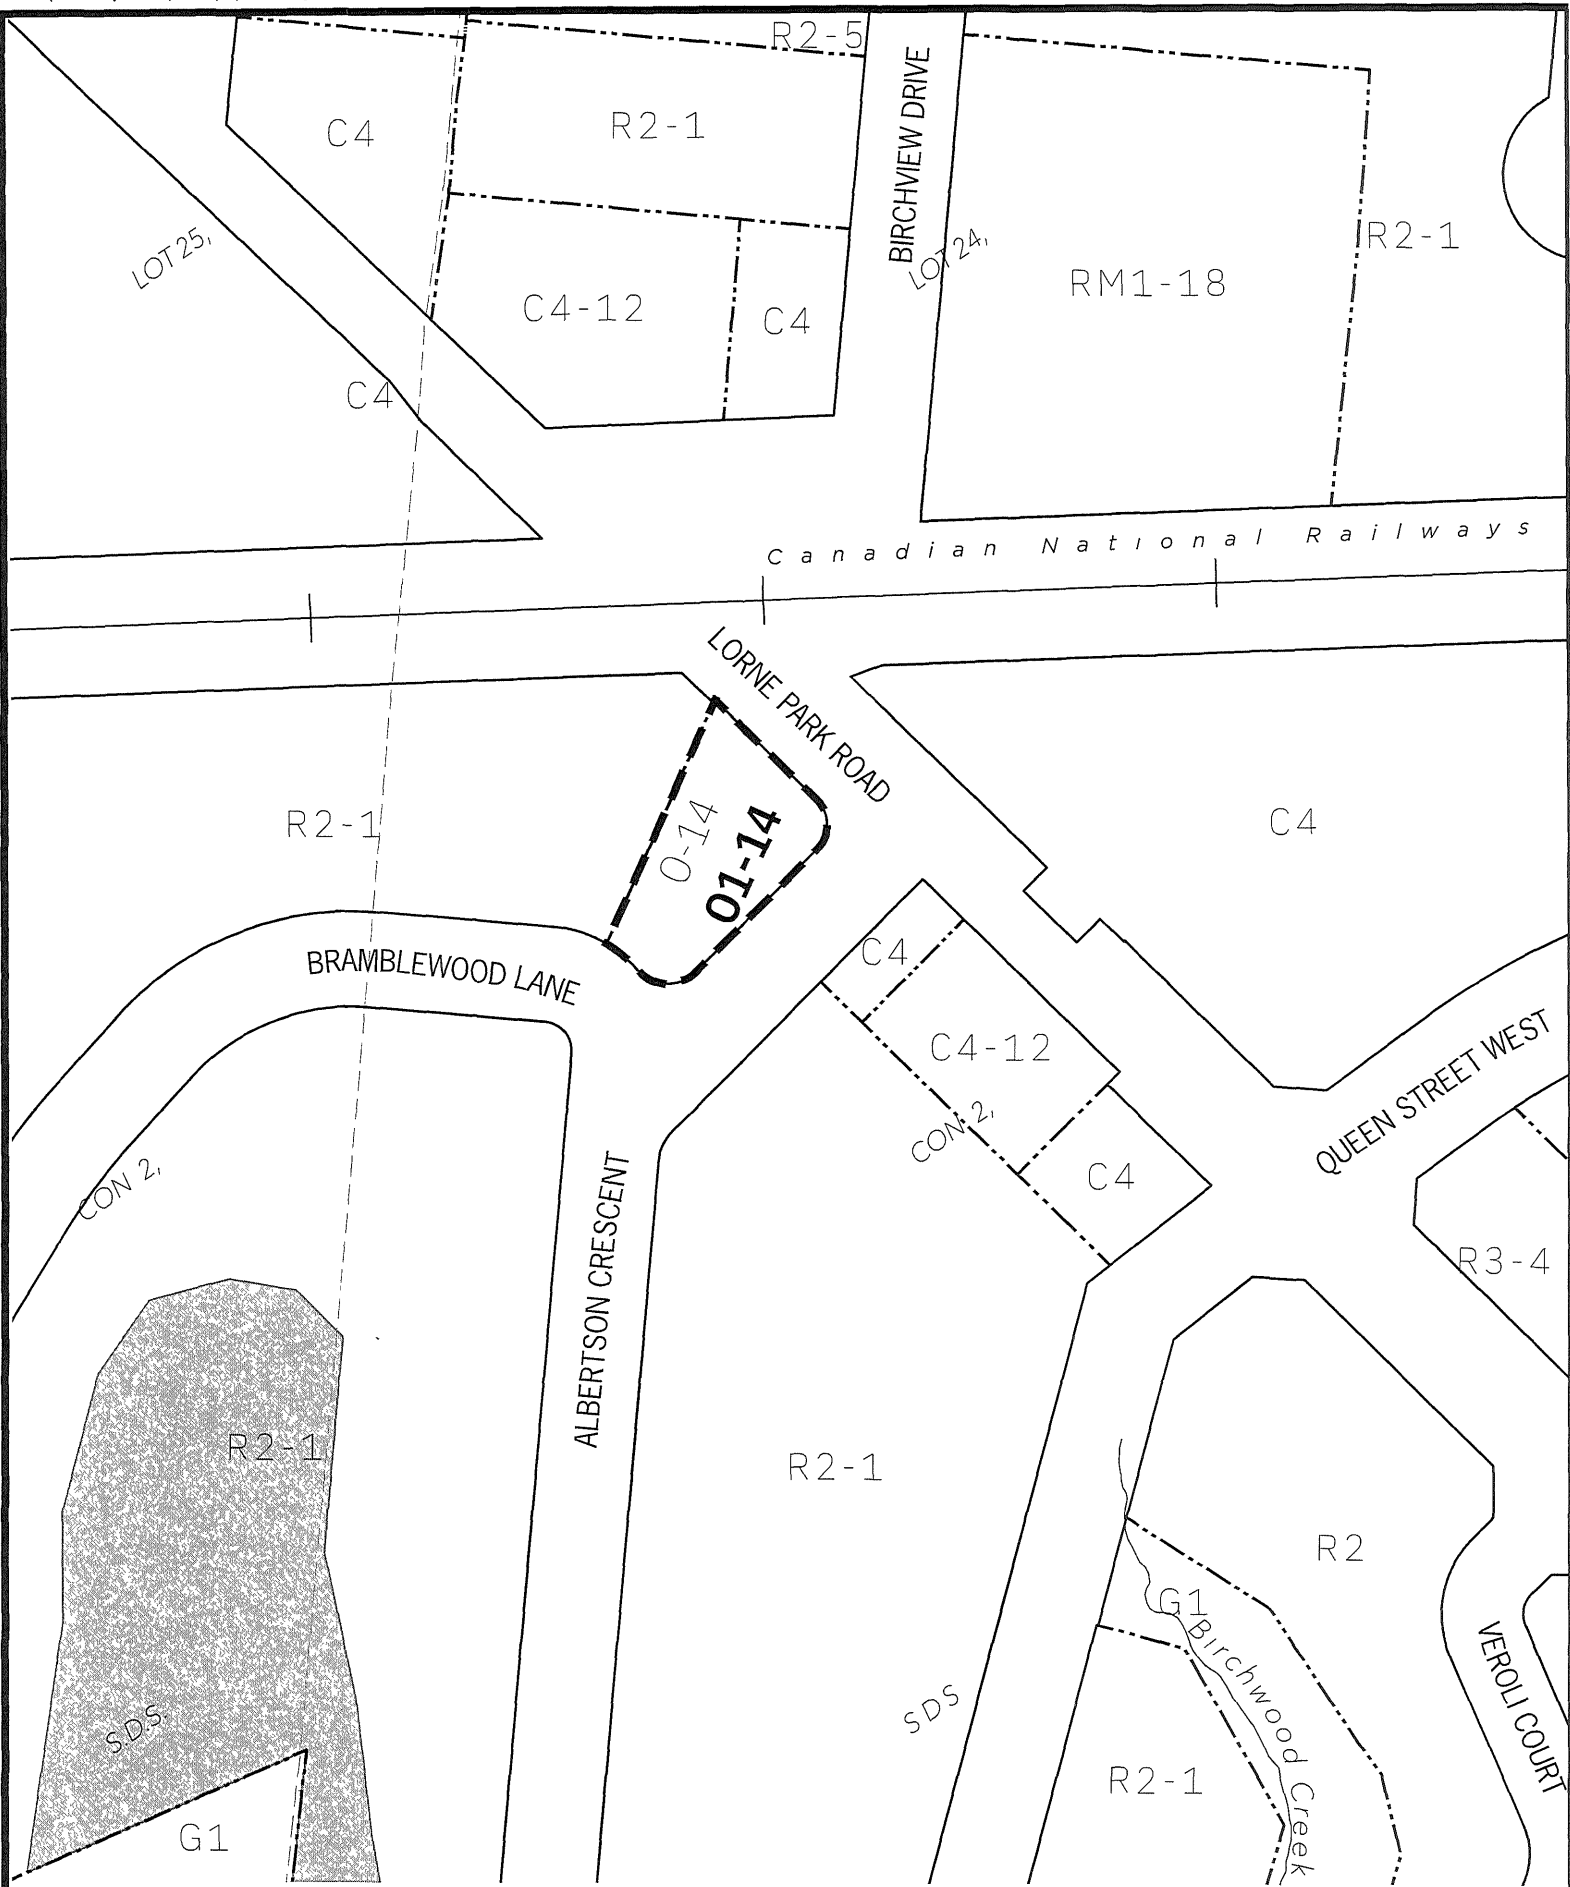 R2-5
BIRCHVIEW DRIVE
C4
R2-1
LOT 25,
LOT 24,
R2-1
RM1-18
C4-12
C4
C4
Canadian National Railways
LORNE PARK ROAD
R2-1
O-14
O1-14
C4
BRAMBLEWOOD LANE
C4
C4-12
QUEEN STREET WEST
CON 2,
CON 2,
C4
R3-4
ALBERTSON CRESCENT
R2-1
R2-1
R2
G1
Birchwood Creek
VEROLI COURT
S.D.S.
SDS
R2-1
G1